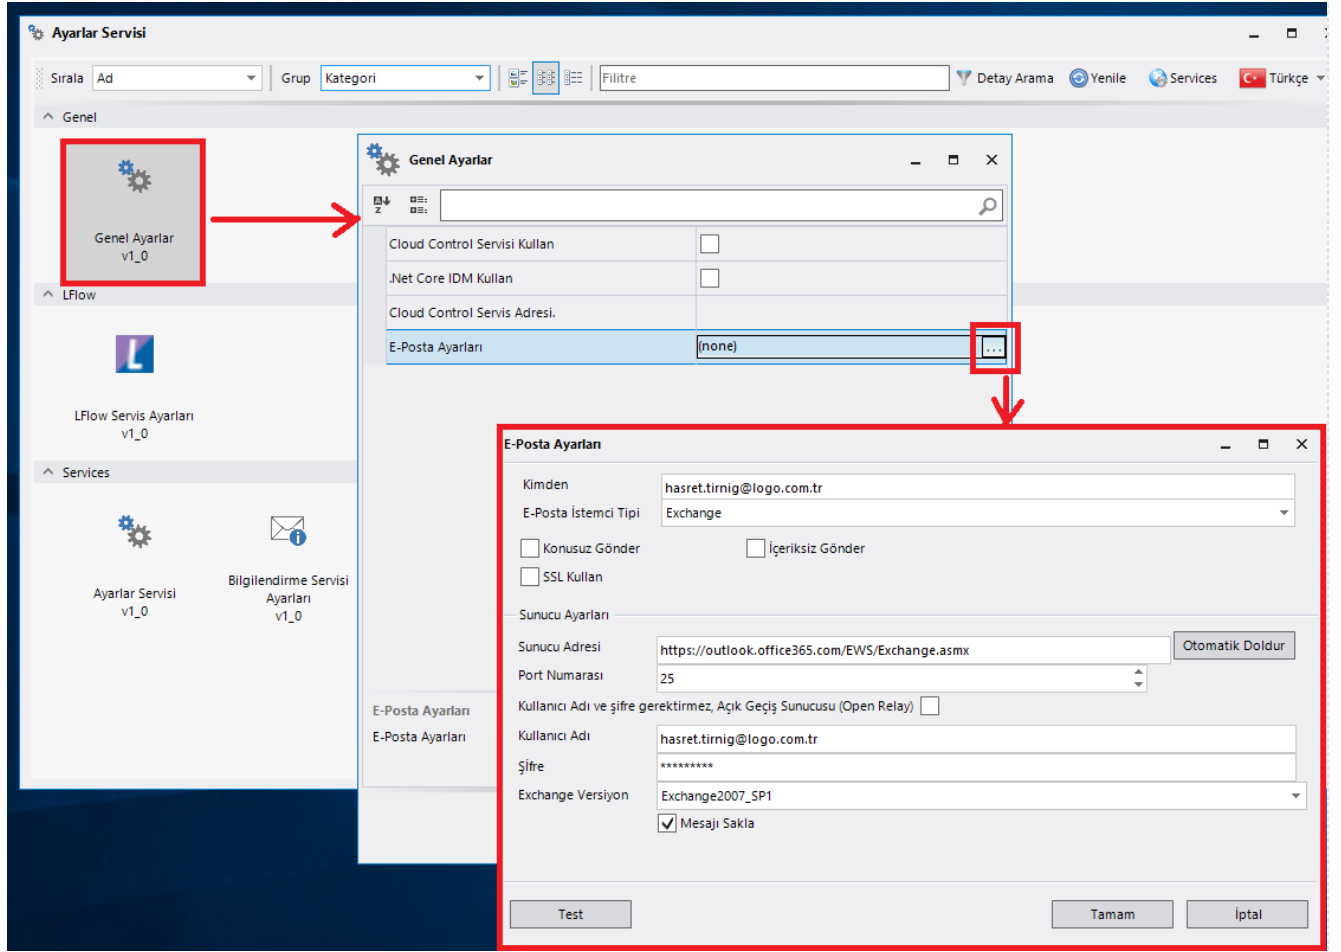 Ayarlar Servisi
Sırala Ad Grup Kategori Filitre Detay Arama Yenile Services Türkçe
Genel
Genel Ayarlar
v1_0
Genel Ayarlar
Cloud Control Servisi Kullan
.Net Core IDM Kullan
Cloud Control Servis Adresi.
E-Posta Ayarları (none) ...
E-Posta Ayarları
E-Posta Ayarları
LFlow
LFlow Servis Ayarları
v1_0
Services
Ayarlar Servisi
v1_0
Bilgilendirme Servisi
Ayarları
v1_0
E-Posta Ayarları
Kimden hasret.tirnig@logo.com.tr
E-Posta İstemci Tipi Exchange
Konusuz Gönder İçeriksiz Gönder
SSL Kullan
Sunucu Ayarları
Sunucu Adresi https://outlook.office365.com/EWS/Exchange.asmx Otomatik Doldur
Port Numarası 25
Kullanıcı Adı ve şifre gerektirmez, Açık Geçiş Sunucusu (Open Relay)
Kullanıcı Adı hasret.tirnig@logo.com.tr
Şifre *********
Exchange Versiyon Exchange2007_SP1
Mesajı Sakla
Test Tamam İptal